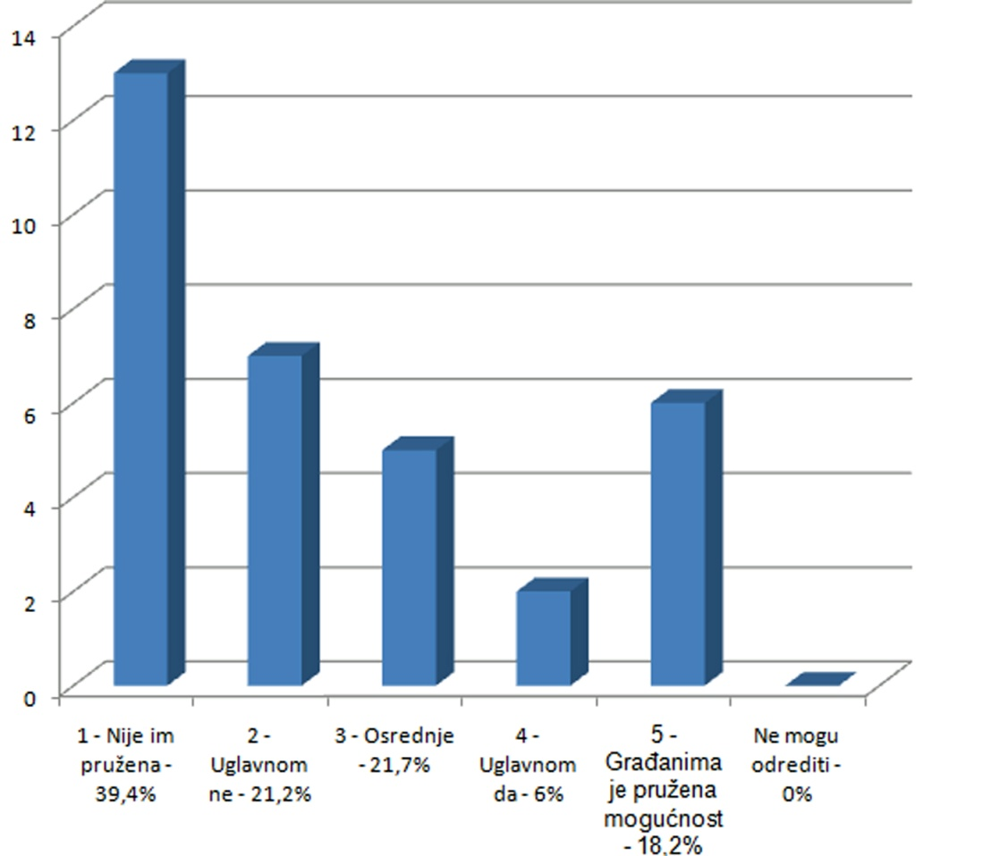 14
12
10
8
6
4
2
0
1 - Nije im
pružena -
39,4%
2 -
Uglavnom
ne - 21,2%
3 - Osrednje
- 21,7%
4 -
Uglavnom
da - 6%
5 -
Građanima
je pružena
mogućnost
- 18,2%
Ne mogu
odrediti -
0%